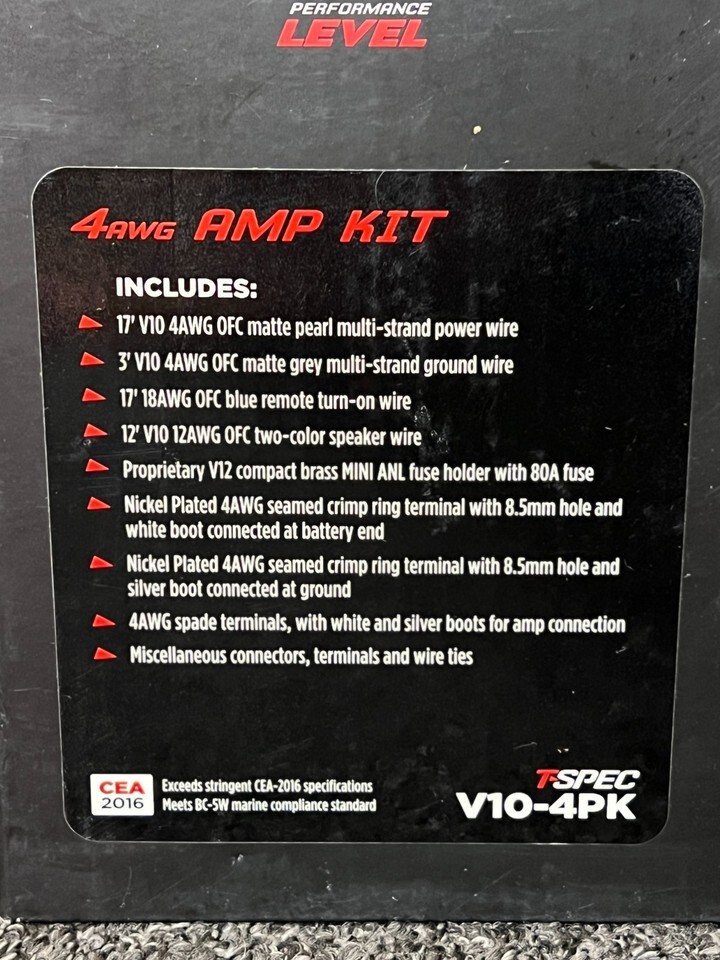 PERFORMANCE
LEVEL
4AWG AMP KIT
INCLUDES:
17' V10 4AWG OFC matte pearl multi-strand power wire
3' V10 4AWG OFC matte grey multi-strand ground wire
17' 18AWG OFC blue remote turn-on wire
12' V10 12AWG OFC two-color speaker wire
Proprietary V12 compact brass MINI ANL fuse holder with 80A fuse
Nickel Plated 4AWG seamed crimp ring terminal with 8.5mm hole and
white boot connected at battery end
Nickel Plated 4AWG seamed crimp ring terminal with 8.5mm hole and
silver boot connected at ground
4AWG spade terminals, with white and silver boots for amp connection
Miscellaneous connectors, terminals and wire ties
CEA
2016
Exceeds stringent CEA-2016 specifications
Meets BC-5W marine compliance standard
T-SPEC
V10-4PK